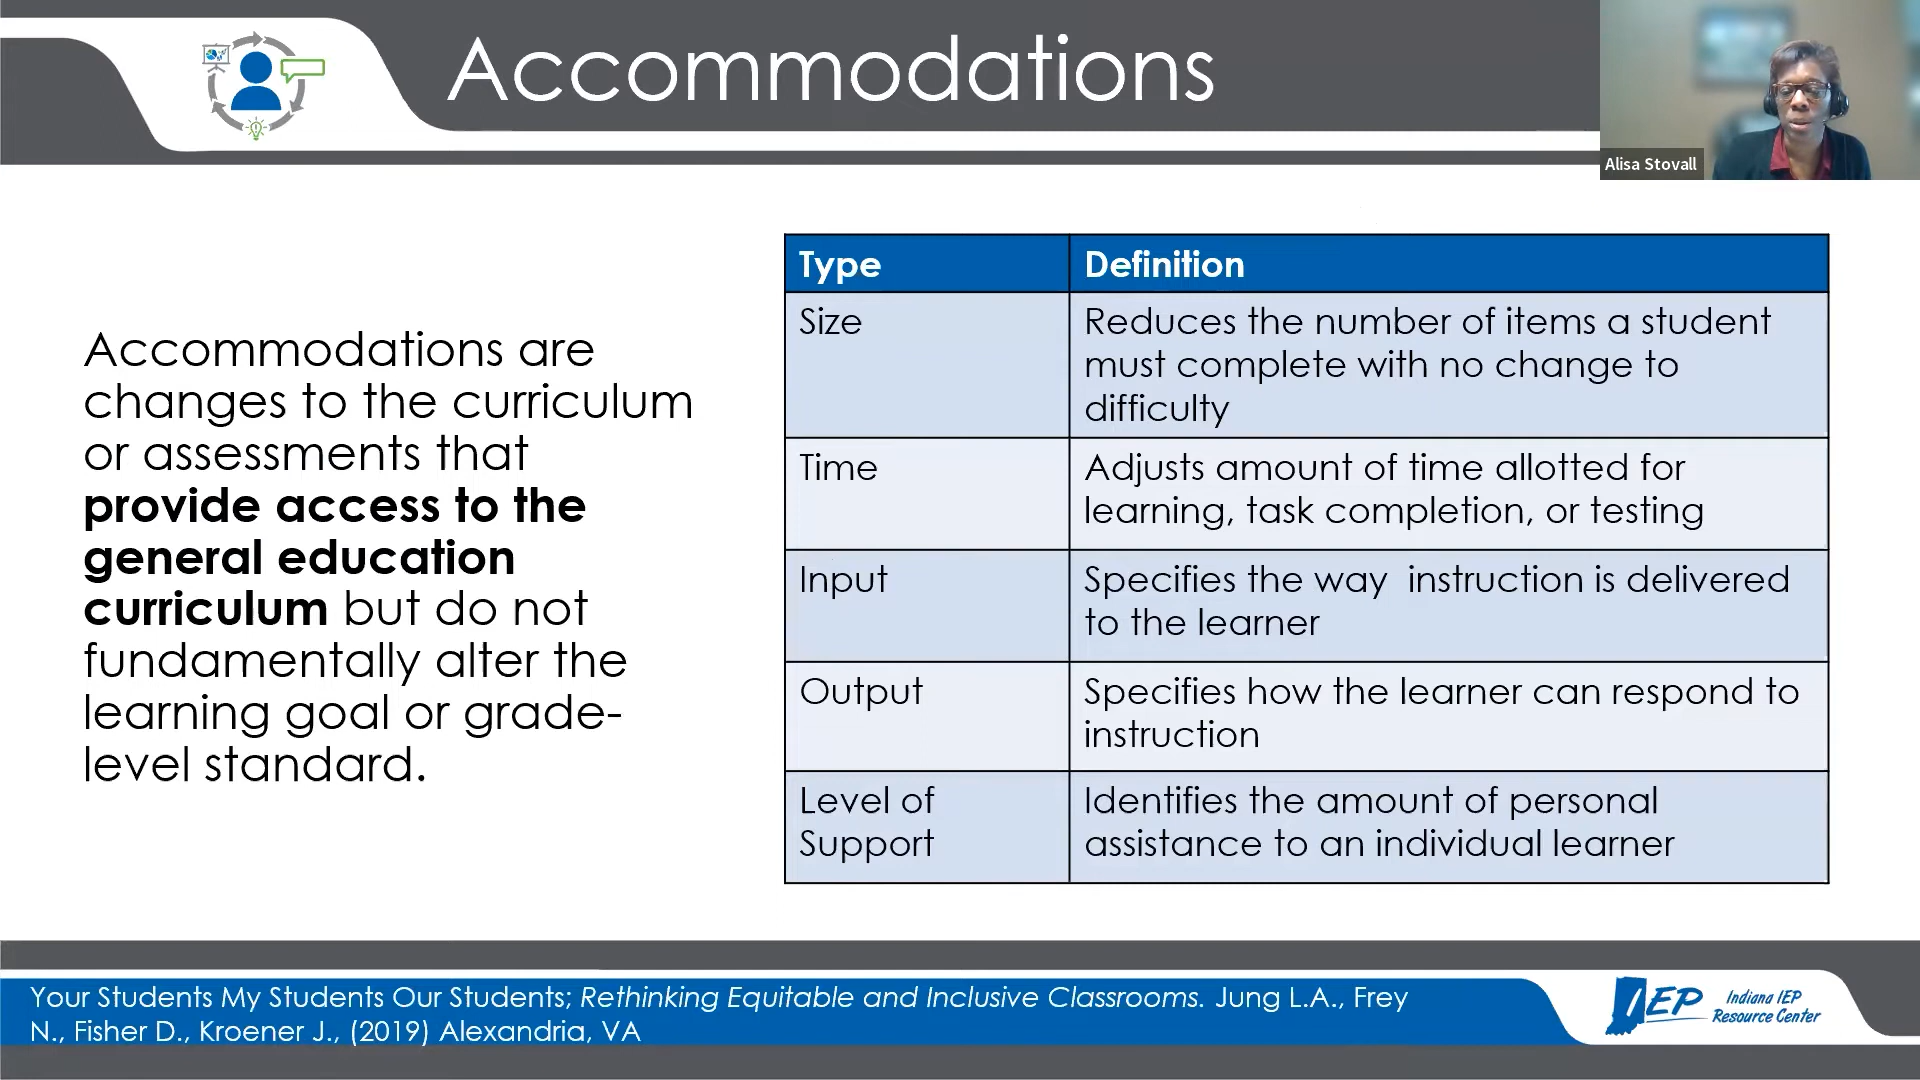 Accommodations
Alisa Stovall
Accommodations are
changes to the curriculum
or assessments that
provide access to the
general education
curriculum but do not
fundamentally alter the
learning goal or grade-
level standard.
Type Definition
Size Reduces the number of items a student
must complete with no change to
difficulty
Time Adjusts amount of time allotted for
learning, task completion, or testing
Input Specifies the way  instruction is delivered
to the learner
Output Specifies how the learner can respond to
instruction
Level of Identifies the amount of personal
Support assistance to an individual learner
Your Students My Students Our Students; Rethinking Equitable and Inclusive Classrooms. Jung L.A., Frey
N., Fisher D., Kroener J., (2019) Alexandria, VA
IEP Indiana IEP
Resource Center